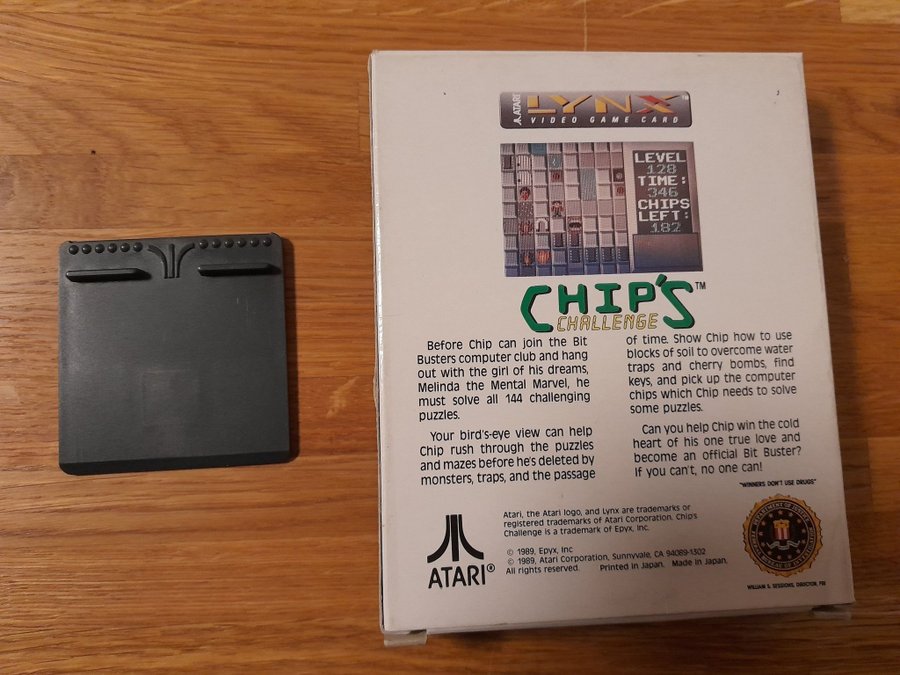 ATARI
LYNX
VIDEO GAME CARD
LEVEL
128
TIME:
346
CHIPS
LEFT:
182
CHIP'S™
CHALLENGE
Before Chip can join the Bit
Busters computer club and hang
out with the girl of his dreams,
Melinda the Mental Marvel, he
must solve all 144 challenging
puzzles.
Your bird's-eye view can help
Chip rush through the puzzles
and mazes before he's deleted by
monsters, traps, and the passage
of time. Show Chip how to use
blocks of soil to overcome water
traps and cherry bombs, find
keys, and pick up the computer
chips which Chip needs to solve
some puzzles.
Can you help Chip win the cold
heart of his one true love and
become an official Bit Buster?
If you can't, no one can!
"WINNERS DON'T USE DRUGS"
Atari, the Atari logo, and Lynx are trademarks or
registered trademarks of Atari Corporation. Chip's
Challenge is a trademark of Epyx, Inc.
© 1989, Epyx, Inc
© 1989, Atari Corporation, Sunnyvale, CA 94089-1302
All rights reserved. Printed in Japan. Made in Japan.
ATARI®
WILLIAM S. SESSIONS, DIRECTOR, FBI